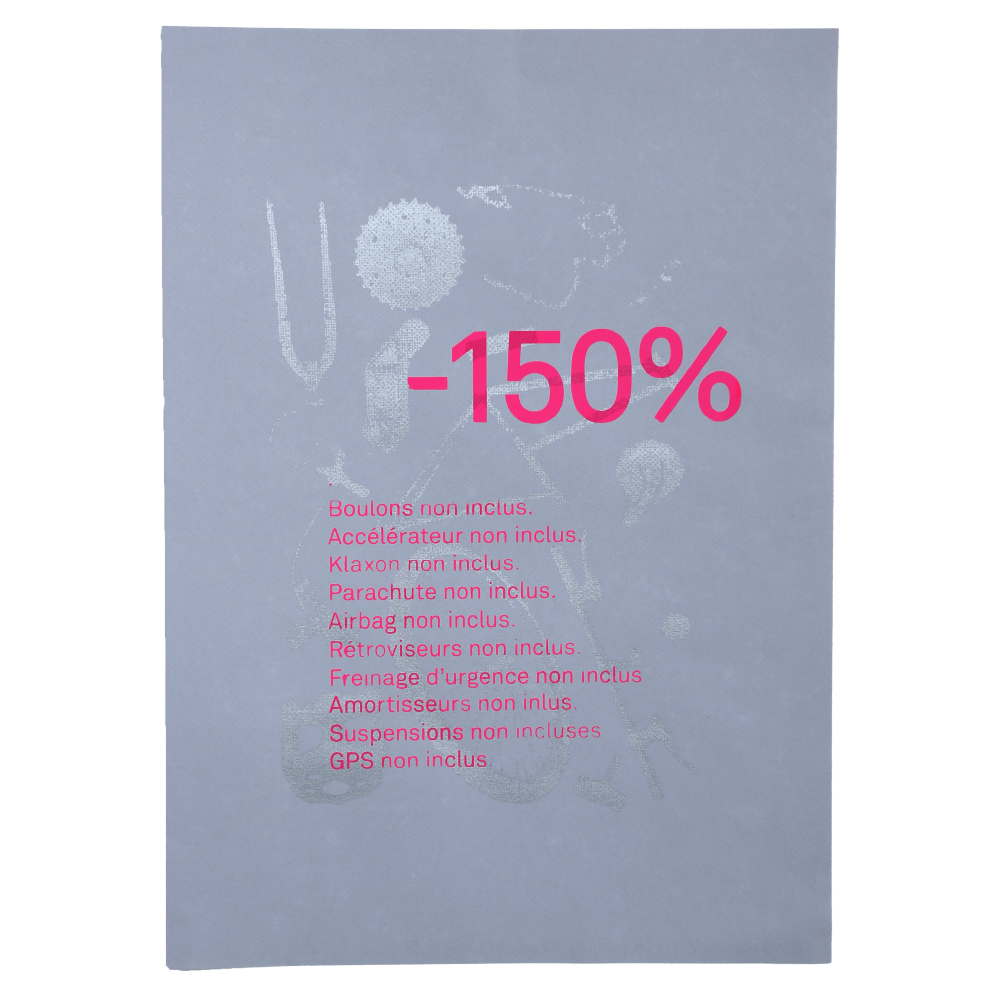 -150%
Boulons non inclus.
Accélérateur non inclus.
Klaxon non inclus.
Parachute non inclus.
Airbag non inclus.
Rétroviseurs non inclus.
Freinage d'urgence non inclus
Amortisseurs non inlus.
Suspensions non incluses
GPS non inclus